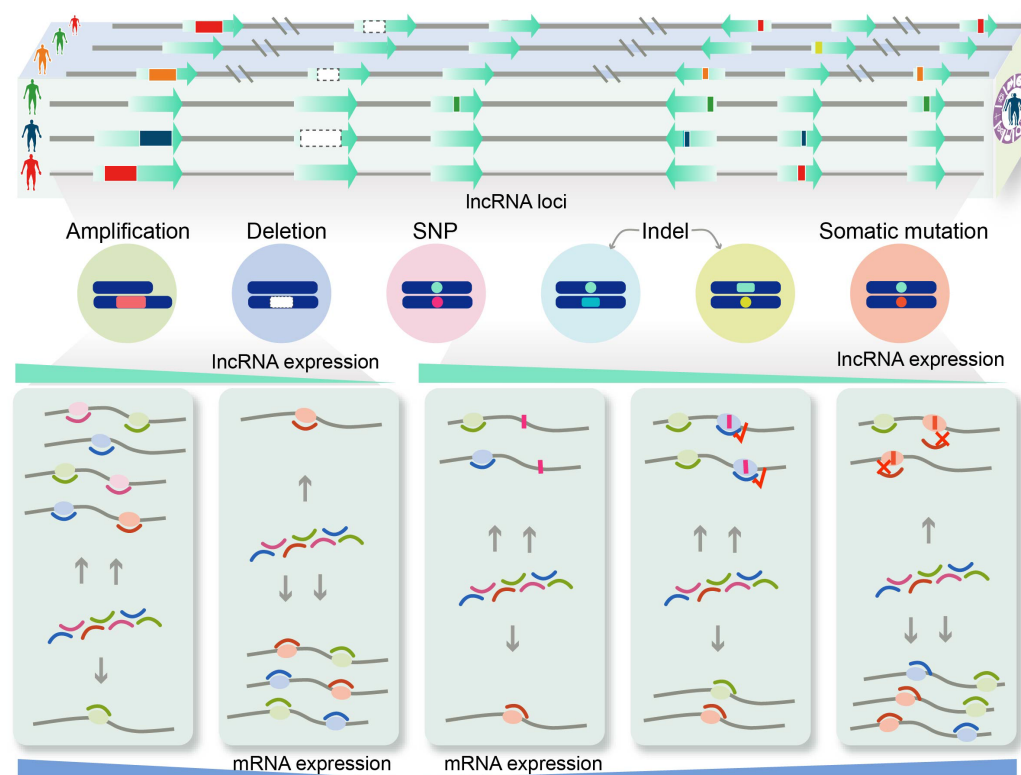 lncRNA loci
Amplification
Deletion
SNP
Indel
Somatic mutation
lncRNA expression
lncRNA expression
mRNA expression
mRNA expression